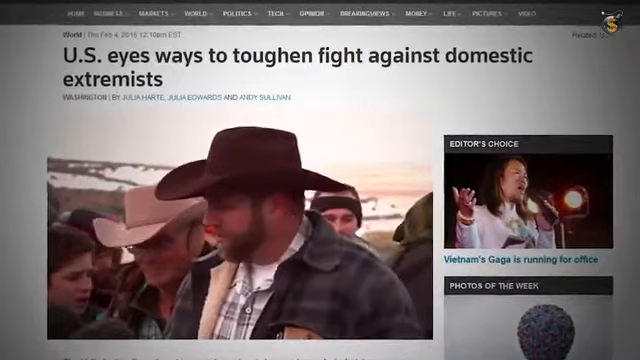 HOME BUSINESS MARKETS WORLD POLITICS TECH OPINION BREAKINGVIEWS MONEY LIFE PICTURES VIDEO
World | Thu Feb 4, 2016 12:10pm EST
Related:
U.S. eyes ways to toughen fight against domestic
extremists
WASHINGTON | BY JULIA HARTE, JULIA EDWARDS AND ANDY SULLIVAN
EDITOR'S CHOICE
Vietnam's Gaga is running for office
PHOTOS OF THE WEEK